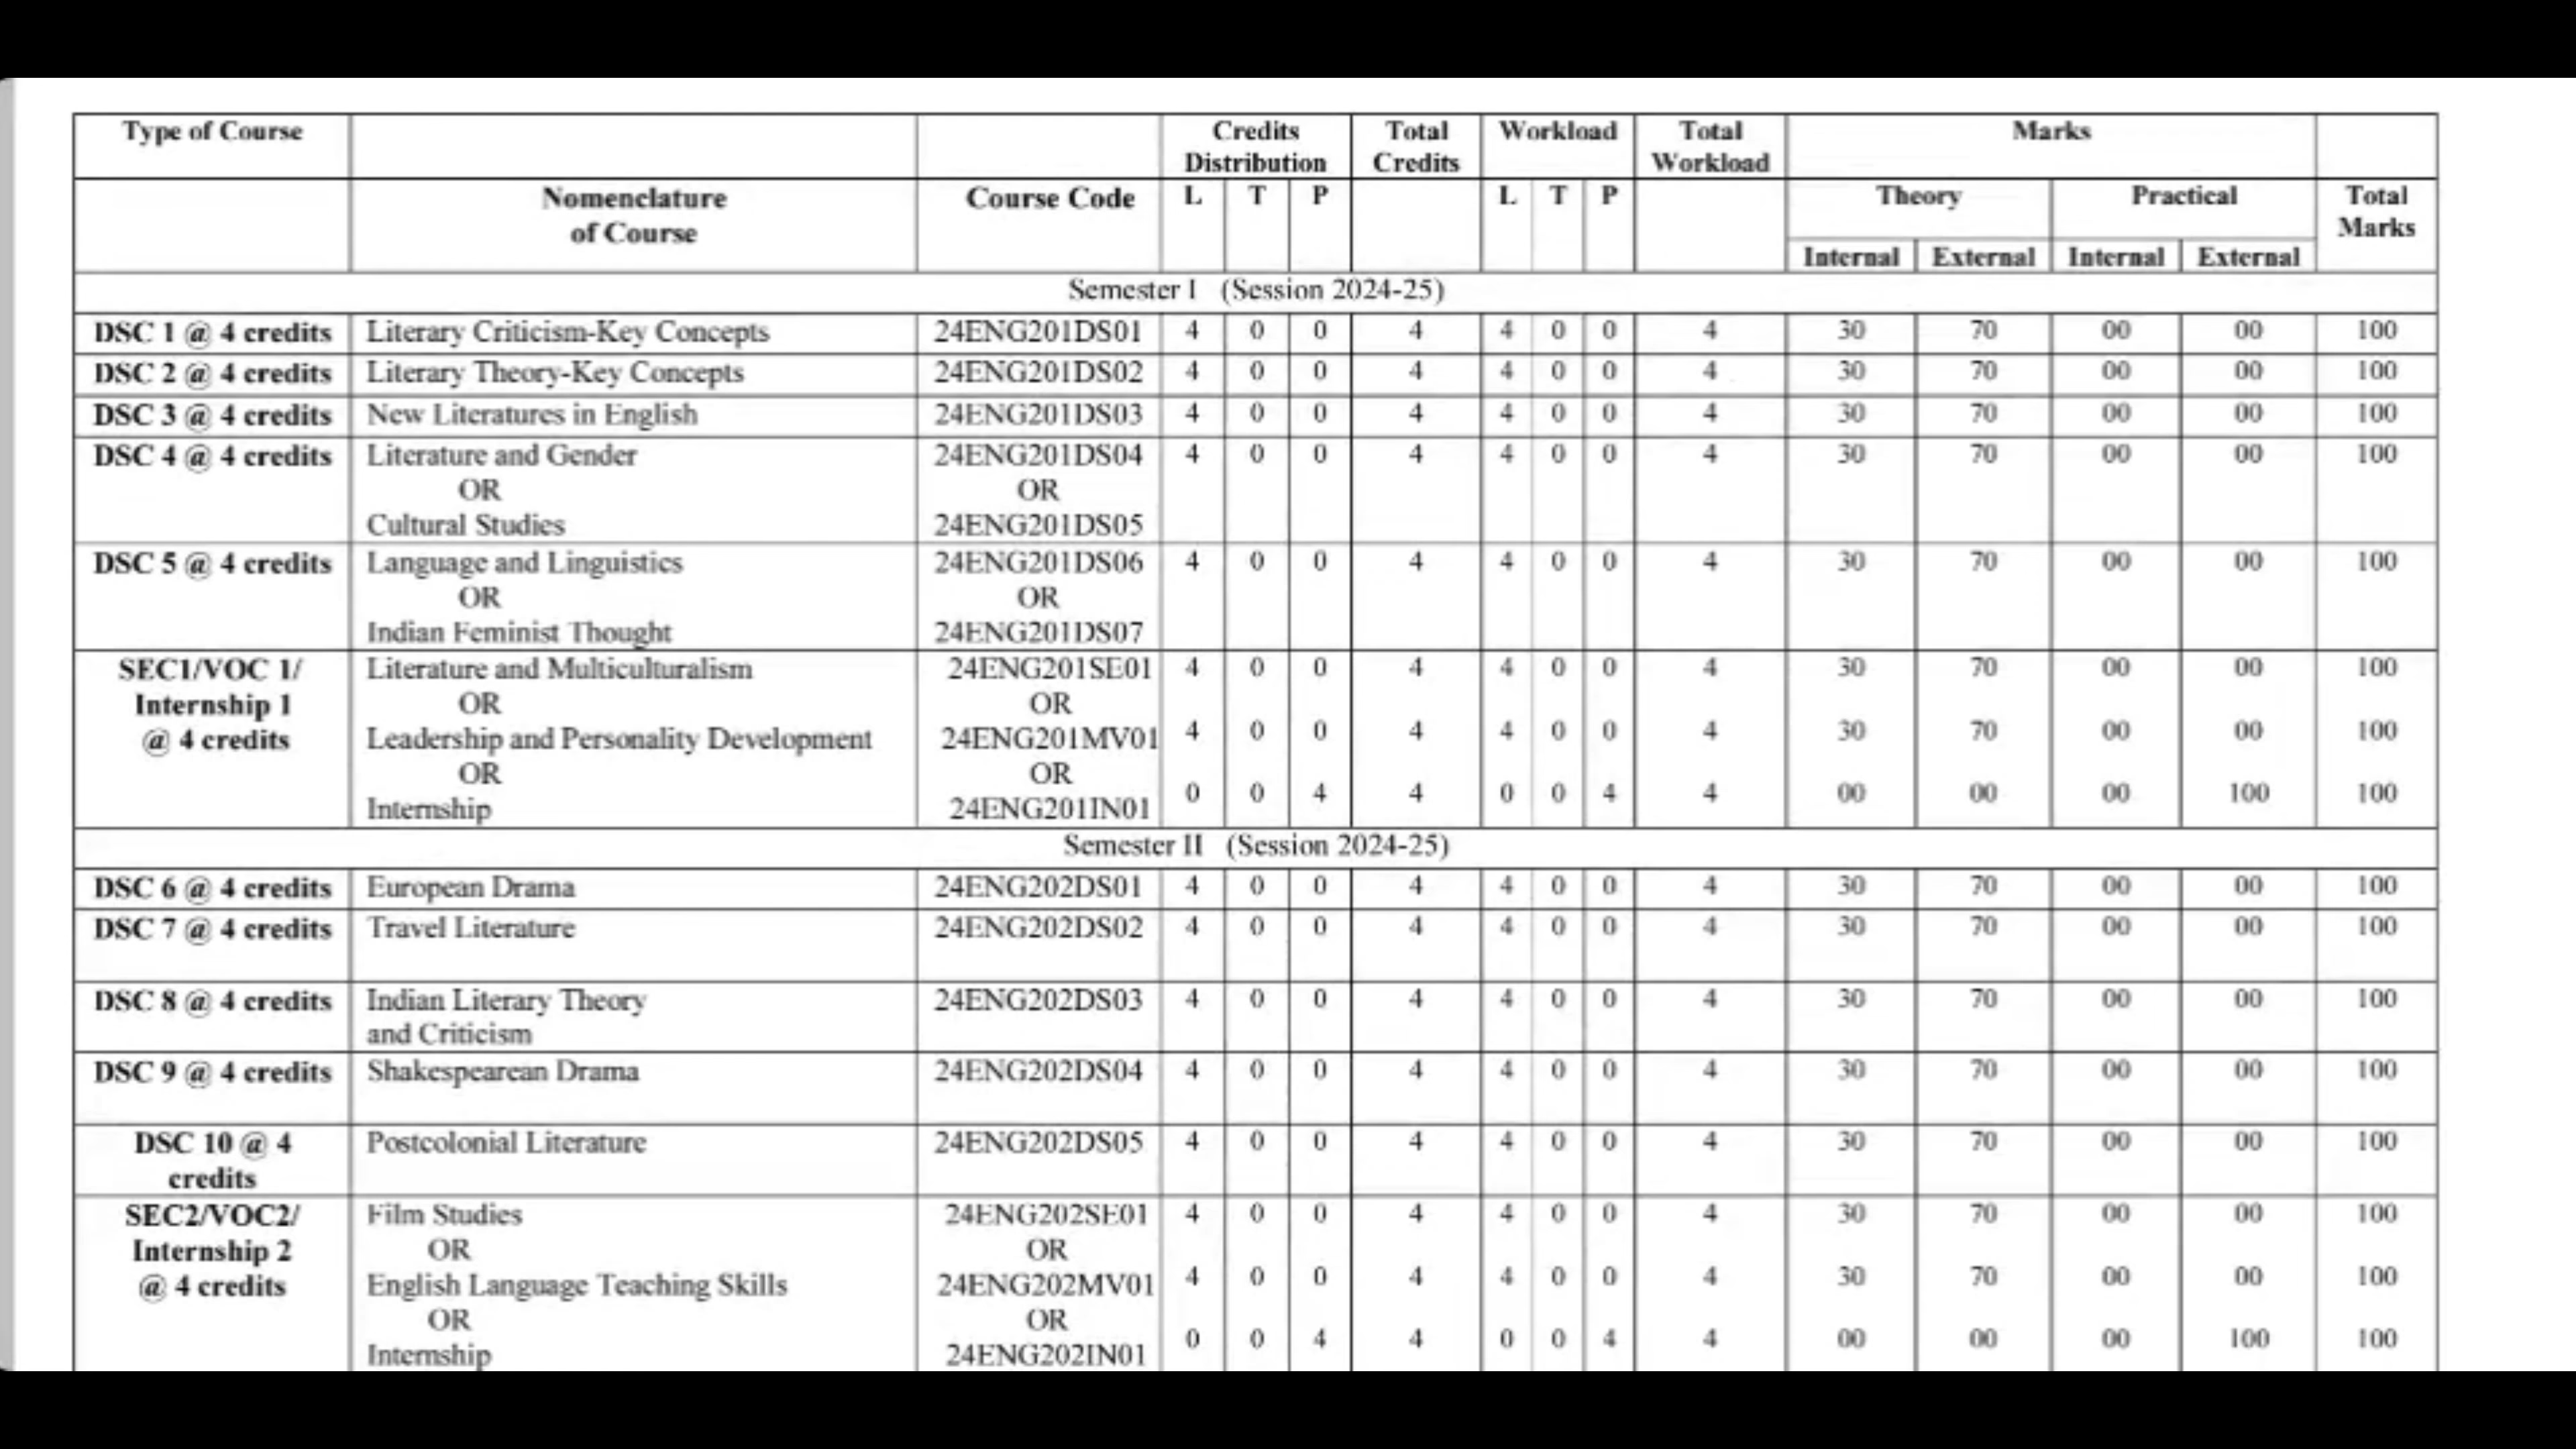 Type of Course Credits Distribution Total Credits Workload Total Workload Marks
Nomenclature of Course Course Code L T P L T P Theory Practical Total Marks
Internal External Internal External
Semester I (Session 2024-25)
DSC 1 @ 4 credits Literary Criticism-Key Concepts 24ENG201DS01 4 0 0 4 4 0 0 4 30 70 00 00 100
DSC 2 @ 4 credits Literary Theory-Key Concepts 24ENG201DS02 4 0 0 4 4 0 0 4 30 70 00 00 100
DSC 3 @ 4 credits New Literatures in English 24ENG201DS03 4 0 0 4 4 0 0 4 30 70 00 00 100
DSC 4 @ 4 credits Literature and Gender 24ENG201DS04 4 0 0 4 4 0 0 4 30 70 00 00 100
OR OR
Cultural Studies 24ENG201DS05
DSC 5 @ 4 credits Language and Linguistics 24ENG201DS06 4 0 0 4 4 0 0 4 30 70 00 00 100
OR OR
Indian Feminist Thought 24ENG201DS07
SEC1/VOC 1/ Literature and Multiculturalism 24ENG201SE01 4 0 0 4 4 0 0 4 30 70 00 00 100
Internship 1 OR OR
@ 4 credits Leadership and Personality Development 24ENG201MV01 4 0 0 4 4 0 0 4 30 70 00 00 100
OR OR
Internship 24ENG201IN01 0 0 4 4 0 0 4 4 00 00 00 100 100
Semester II (Session 2024-25)
DSC 6 @ 4 credits European Drama 24ENG202DS01 4 0 0 4 4 0 0 4 30 70 00 00 100
DSC 7 @ 4 credits Travel Literature 24ENG202DS02 4 0 0 4 4 0 0 4 30 70 00 00 100
DSC 8 @ 4 credits Indian Literary Theory 24ENG202DS03 4 0 0 4 4 0 0 4 30 70 00 00 100
and Criticism
DSC 9 @ 4 credits Shakespearean Drama 24ENG202DS04 4 0 0 4 4 0 0 4 30 70 00 00 100
DSC 10 @ 4 Postcolonial Literature 24ENG202DS05 4 0 0 4 4 0 0 4 30 70 00 00 100
credits
SEC2/VOC2/ Film Studies 24ENG202SE01 4 0 0 4 4 0 0 4 30 70 00 00 100
Internship 2 OR OR
@ 4 credits English Language Teaching Skills 24ENG202MV01 4 0 0 4 4 0 0 4 30 70 00 00 100
OR OR
Internship 24ENG202IN01 0 0 4 4 0 0 4 4 00 00 00 100 100